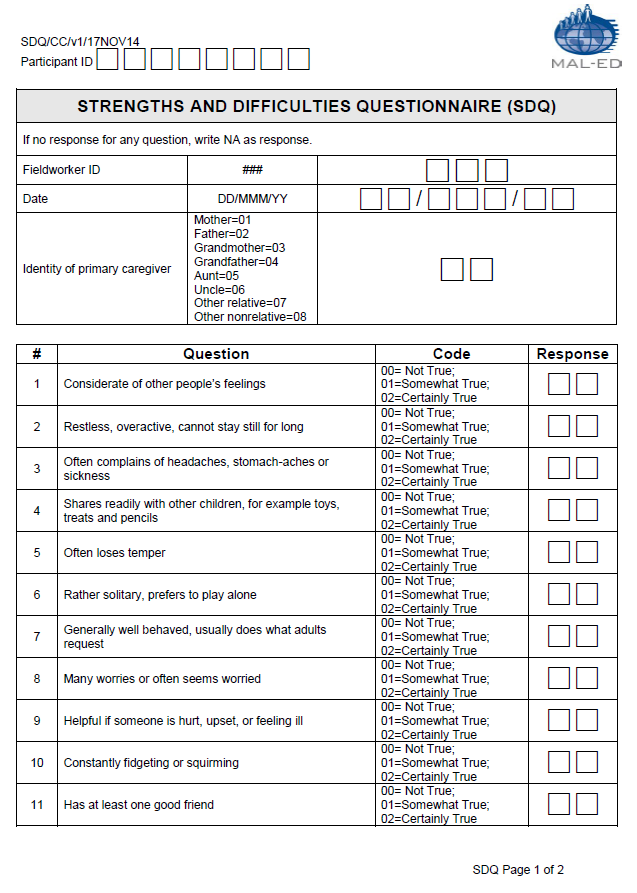 SDQ/CC/v1/17NOV14
Participant ID
MAL-ED
STRENGTHS AND DIFFICULTIES QUESTIONNAIRE (SDQ)
If no response for any question, write NA as response.
Fieldworker ID ###
Date DD/MMM/YY / /
Identity of primary caregiver
Mother=01
Father=02
Grandmother=03
Grandfather=04
Aunt=05
Uncle=06
Other relative=07
Other nonrelative=08
# Question Code Response
1 Considerate of other people's feelings
00= Not True;
01=Somewhat True;
02=Certainly True
2 Restless, overactive, cannot stay still for long
00= Not True;
01=Somewhat True;
02=Certainly True
3 Often complains of headaches, stomach-aches or
sickness
00= Not True;
01=Somewhat True;
02=Certainly True
4 Shares readily with other children, for example toys,
treats and pencils
00= Not True;
01=Somewhat True;
02=Certainly True
5 Often loses temper
00= Not True;
01=Somewhat True;
02=Certainly True
6 Rather solitary, prefers to play alone
00= Not True;
01=Somewhat True;
02=Certainly True
7 Generally well behaved, usually does what adults
request
00= Not True;
01=Somewhat True;
02=Certainly True
8 Many worries or often seems worried
00= Not True;
01=Somewhat True;
02=Certainly True
9 Helpful if someone is hurt, upset, or feeling ill
00= Not True;
01=Somewhat True;
02=Certainly True
10 Constantly fidgeting or squirming
00= Not True;
01=Somewhat True;
02=Certainly True
11 Has at least one good friend
00= Not True;
01=Somewhat True;
02=Certainly True
SDQ Page 1 of 2